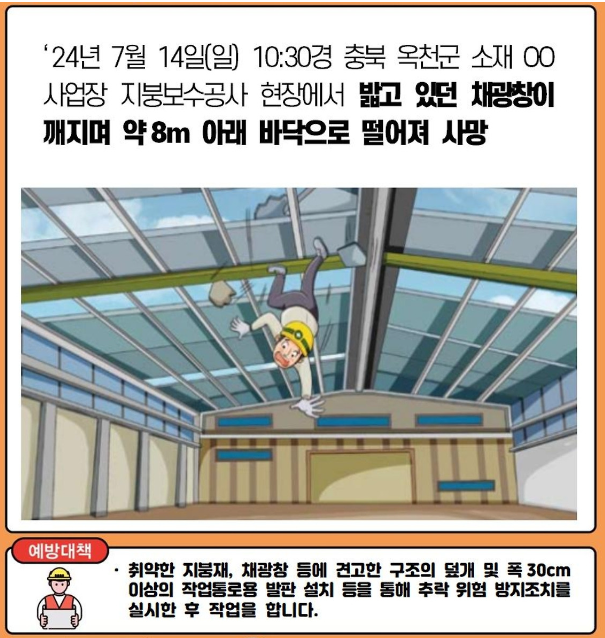 ‘24년 7월 14일(일) 10:30경 충북 옥천군 소재 OO
사업장 지붕보수공사 현장에서 밟고 있던 채광창이
깨지며 약 8m 아래 바닥으로 떨어져 사망
예방대책
· 취약한 지붕재, 채광창 등에 견고한 구조의 덮개 및 폭 30cm
이상의 작업통로용 발판 설치 등을 통해 추락 위험 방지조치를
실시한 후 작업을 합니다.